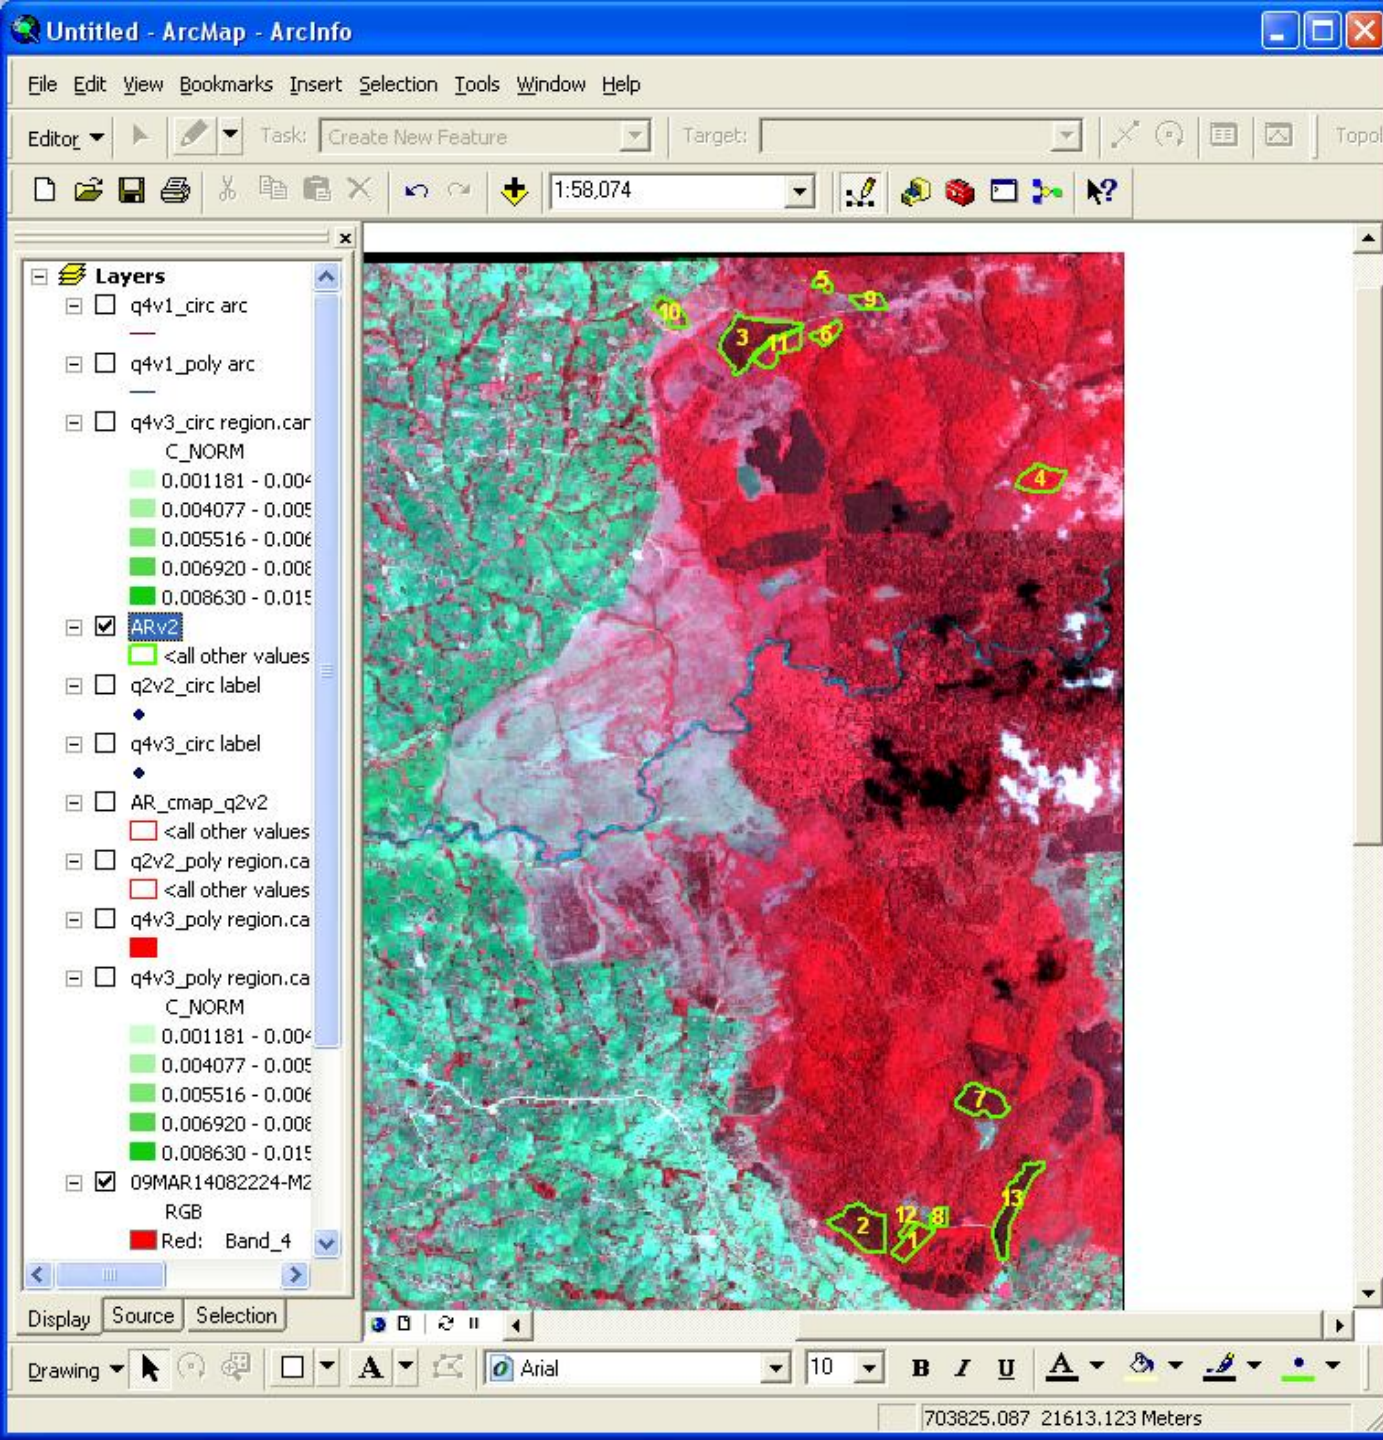 Untitled - ArcMap - ArcInfo
File Edit View Bookmarks Insert Selection Tools Window Help
Editor Task: Create New Feature Target: Topol
1:58,074
Layers
q4v1_circ arc
q4v1_poly arc
q4v3_circ region.car
C_NORM
0.001181 - 0.004
0.004077 - 0.005
0.005516 - 0.006
0.006920 - 0.008
0.008630 - 0.015
ARv2
<all other values
q2v2_circ label
q4v3_circ label
AR_cmap_q2v2
<all other values
q2v2_poly region.ca
<all other values
q4v3_poly region.ca
q4v3_poly region.ca
C_NORM
0.001181 - 0.004
0.004077 - 0.005
0.005516 - 0.006
0.006920 - 0.008
0.008630 - 0.015
09MAR14082224-M2
RGB
Red: Band_4
Display Source Selection
5
10
9
3
11
6
4
7
13
2
12
8
1
Drawing A Arial 10 B I U A
703825.087 21613.123 Meters